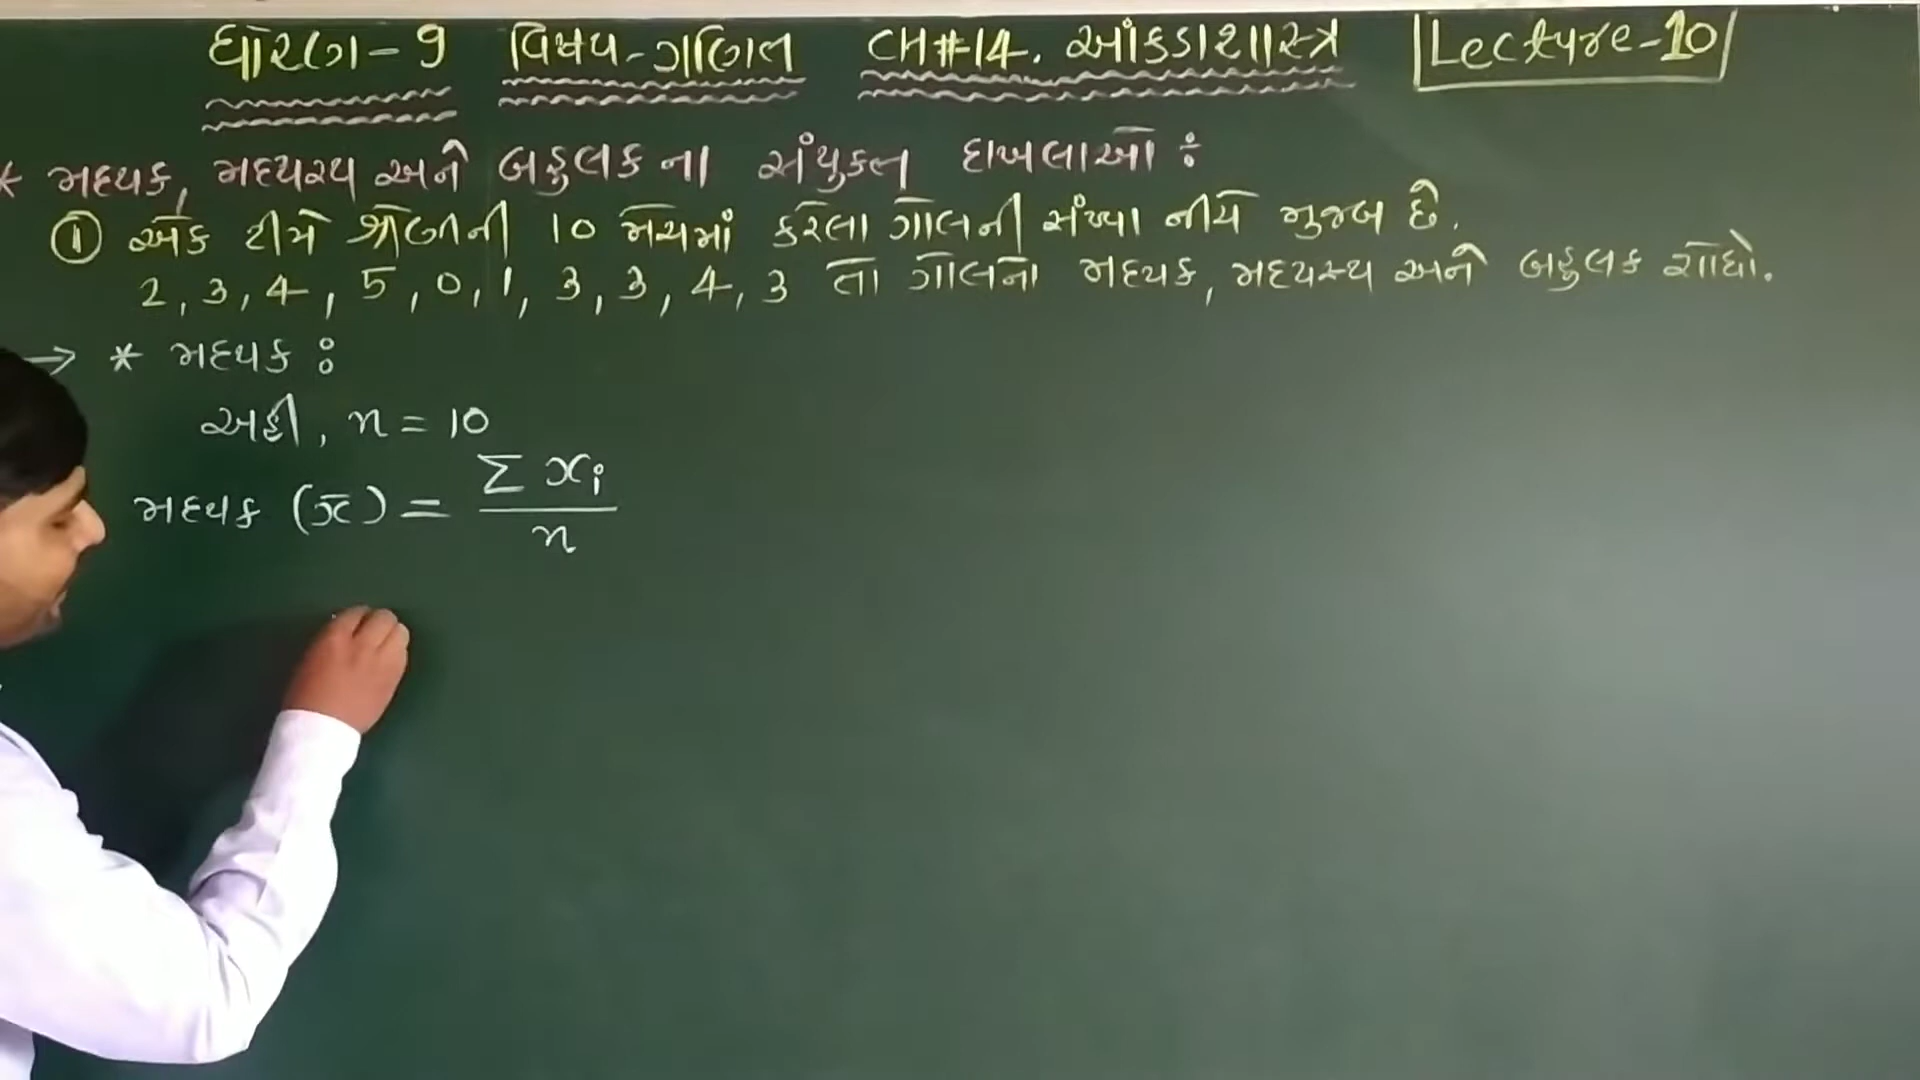 ધોરણ - 9 વિષય - ગણિત CH#14. આંકડાશાસ્ત્ર Lecture-10
* મધ્યક, મધ્યસ્થ અને બહુલક ના સંયુક્ત દાખલાઓ :
① એક ટીમે શ્રેણીની 10 મેચમાં કરેલા ગોલની સંખ્યા નીચે મુજબ છે.
2, 3, 4, 5, 0, 1, 3, 3, 4, 3 તો ગોલના મધ્યક, મધ્યસ્થ અને બહુલક શોધો.
→ * મધ્યક :
અહીં, n = 10
મધ્યક (x̄) = Σ xi / n